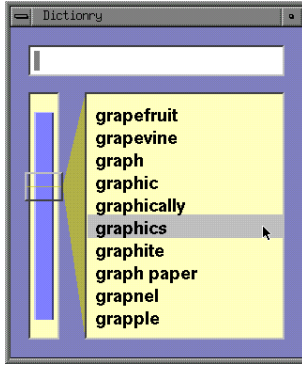 Dictionry
grapefruit
grapevine
graph
graphic
graphically
graphics
graphite
graph paper
grapnel
grapple